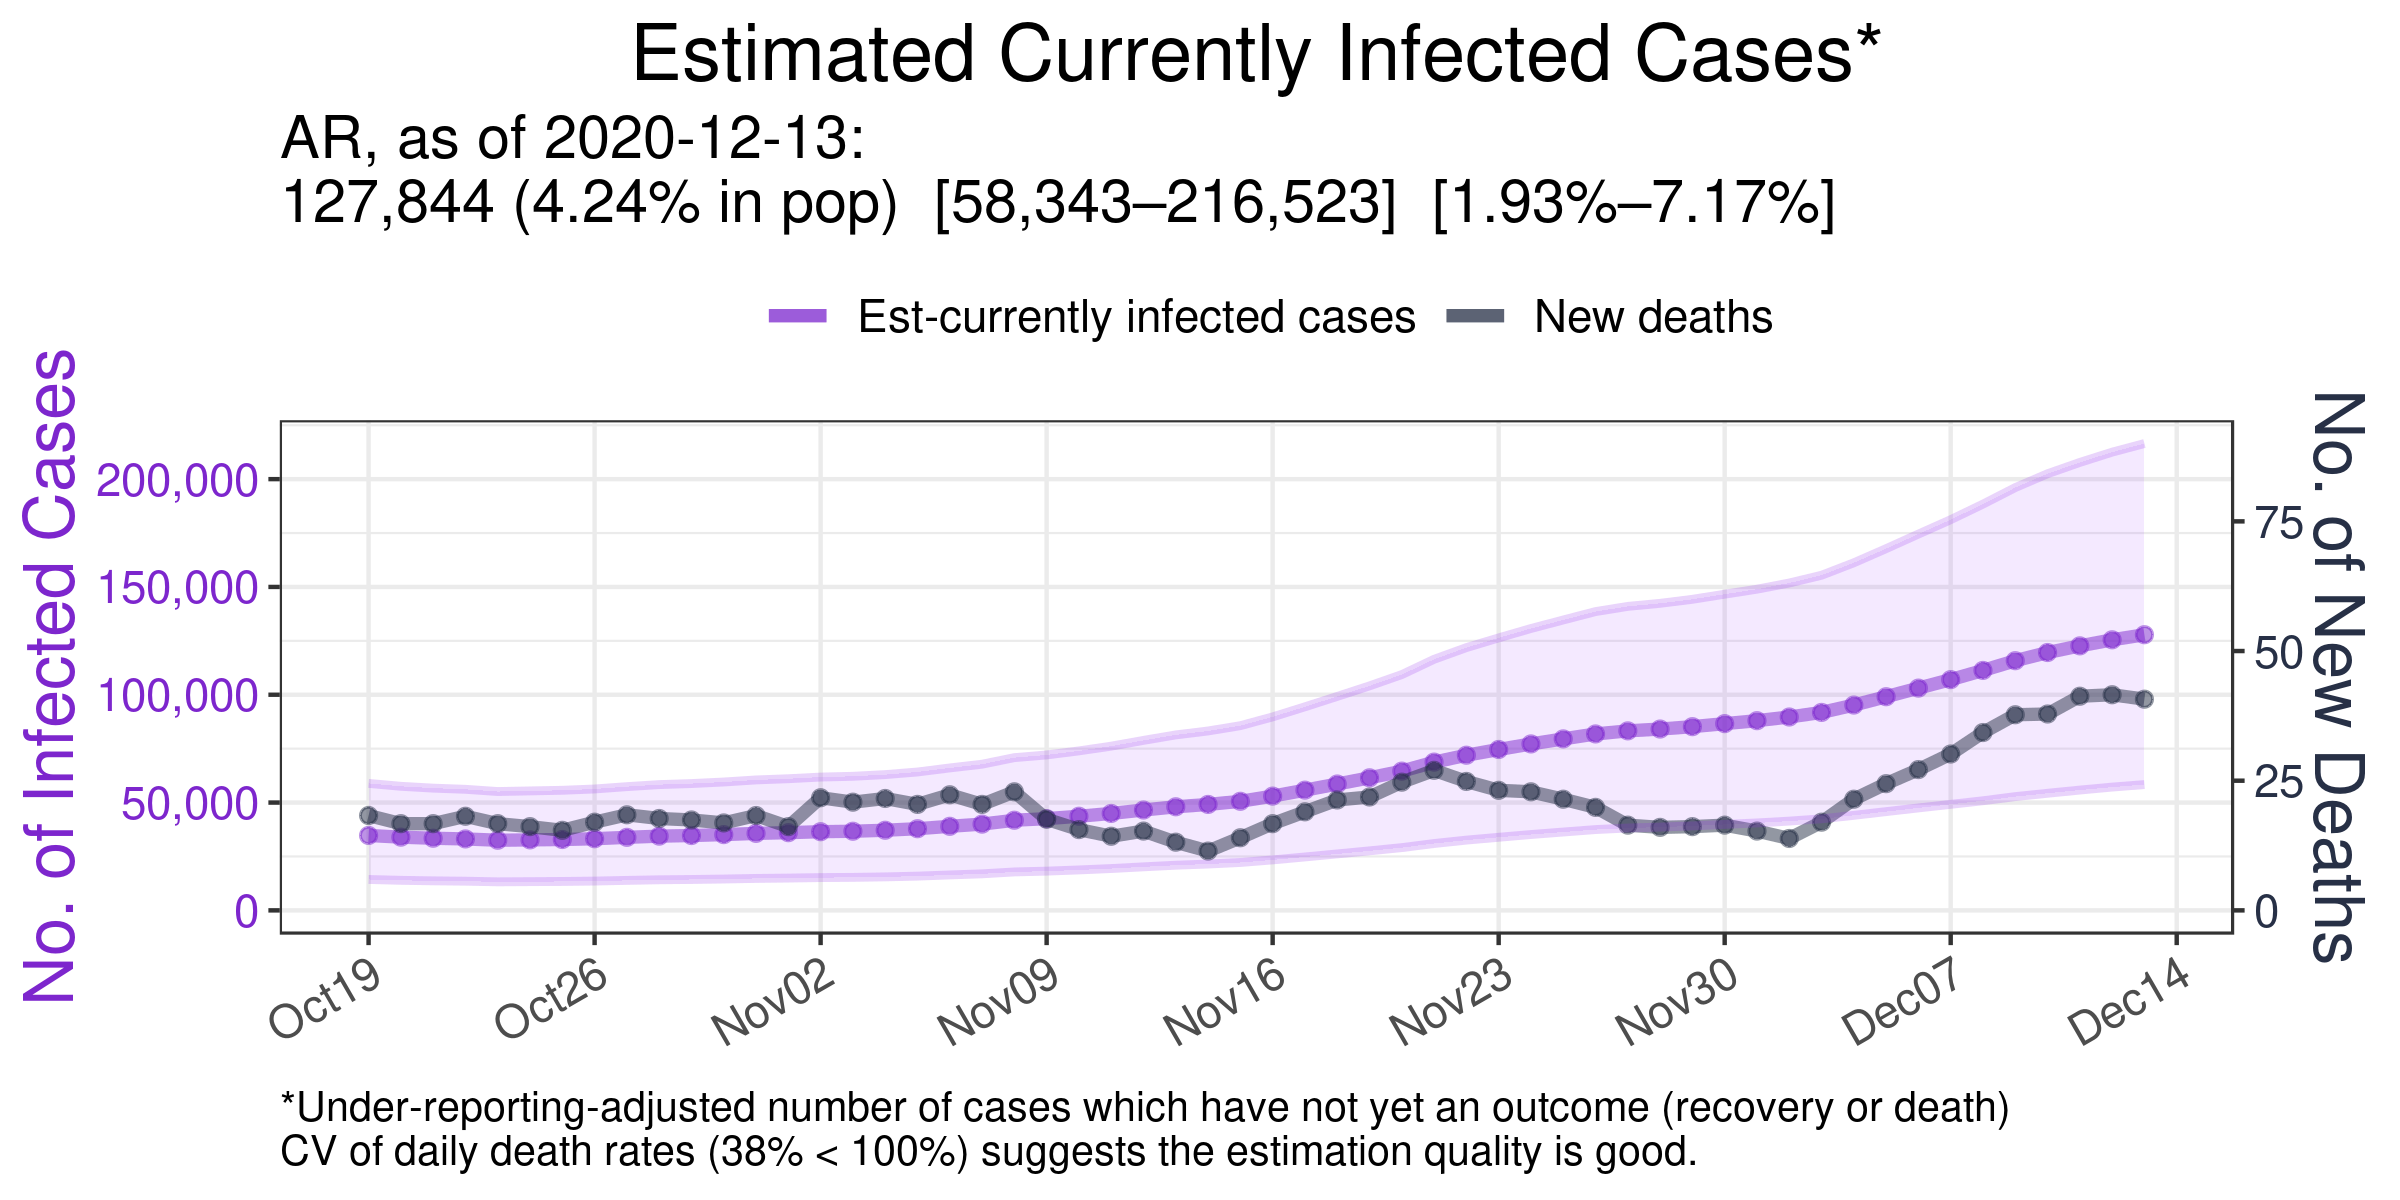 Estimated Currently Infected Cases*
AR, as of 2020-12-13:
127,844 (4.24% in pop)  [58,343–216,523]  [1.93%–7.17%]
Est-currently infected cases
New deaths
No. of Infected Cases
200,000
150,000
100,000
50,000
0
75
50
25
0
No. of New Deaths
Oct19
Oct26
Nov02
Nov09
Nov16
Nov23
Nov30
Dec07
Dec14
*Under-reporting-adjusted number of cases which have not yet an outcome (recovery or death)
CV of daily death rates (38% < 100%) suggests the estimation quality is good.